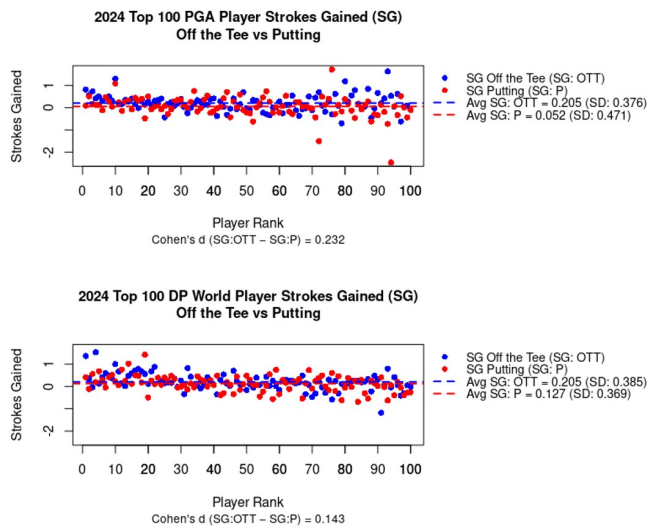 2024 Top 100 PGA Player Strokes Gained (SG)
Off the Tee vs Putting
Strokes Gained
1
0
-2
0 10 20 30 40 50 60 70 80 90 100
Player Rank
Cohen's d (SG:OTT − SG:P) = 0.232
SG Off the Tee (SG: OTT)
SG Putting (SG: P)
Avg SG: OTT = 0.205 (SD: 0.376)
Avg SG: P = 0.052 (SD: 0.471)
2024 Top 100 DP World Player Strokes Gained (SG)
Off the Tee vs Putting
Strokes Gained
1
0
-2
0 10 20 30 40 50 60 70 80 90 100
Player Rank
Cohen's d (SG:OTT − SG:P) = 0.143
SG Off the Tee (SG: OTT)
SG Putting (SG: P)
Avg SG: OTT = 0.205 (SD: 0.385)
Avg SG: P = 0.127 (SD: 0.369)